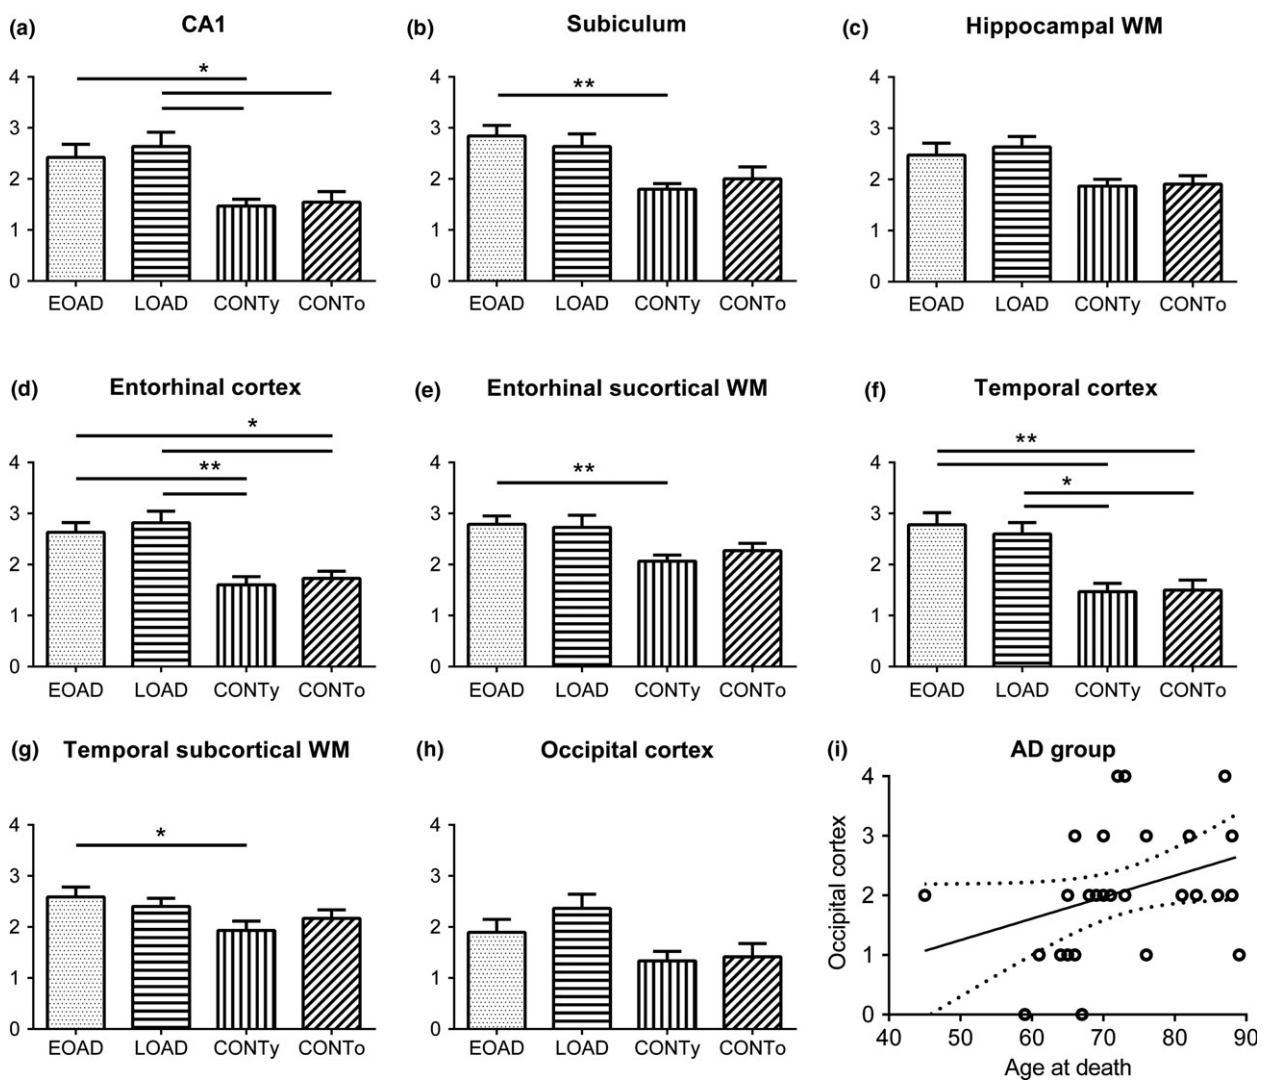 (a) CA1
*
4
3
2
1
0
EOAD LOAD CONTy CONTo
(b) Subiculum
**
4
3
2
1
0
EOAD LOAD CONTy CONTo
(c) Hippocampal WM
4
3
2
1
0
EOAD LOAD CONTy CONTo
(d) Entorhinal cortex
*
**
4
3
2
1
0
EOAD LOAD CONTy CONTo
(e) Entorhinal sucortical WM
**
4
3
2
1
0
EOAD LOAD CONTy CONTo
(f) Temporal cortex
**
*
4
3
2
1
0
EOAD LOAD CONTy CONTo
(g) Temporal subcortical WM
*
4
3
2
1
0
EOAD LOAD CONTy CONTo
(h) Occipital cortex
4
3
2
1
0
EOAD LOAD CONTy CONTo
(i) AD group
Occipital cortex
4
3
2
1
0
40 50 60 70 80 90
Age at death